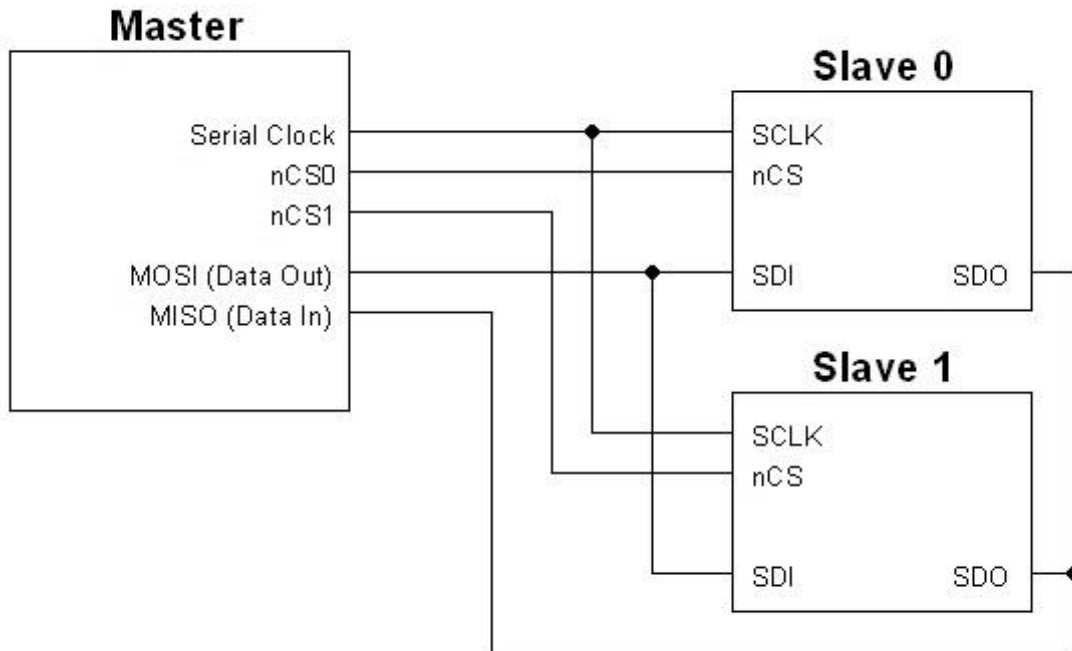 Master
Serial Clock
nCS0
nCS1
MOSI (Data Out)
MISO (Data In)
Slave 0
SCLK
nCS
SDI
SDO
Slave 1
SCLK
nCS
SDI
SDO